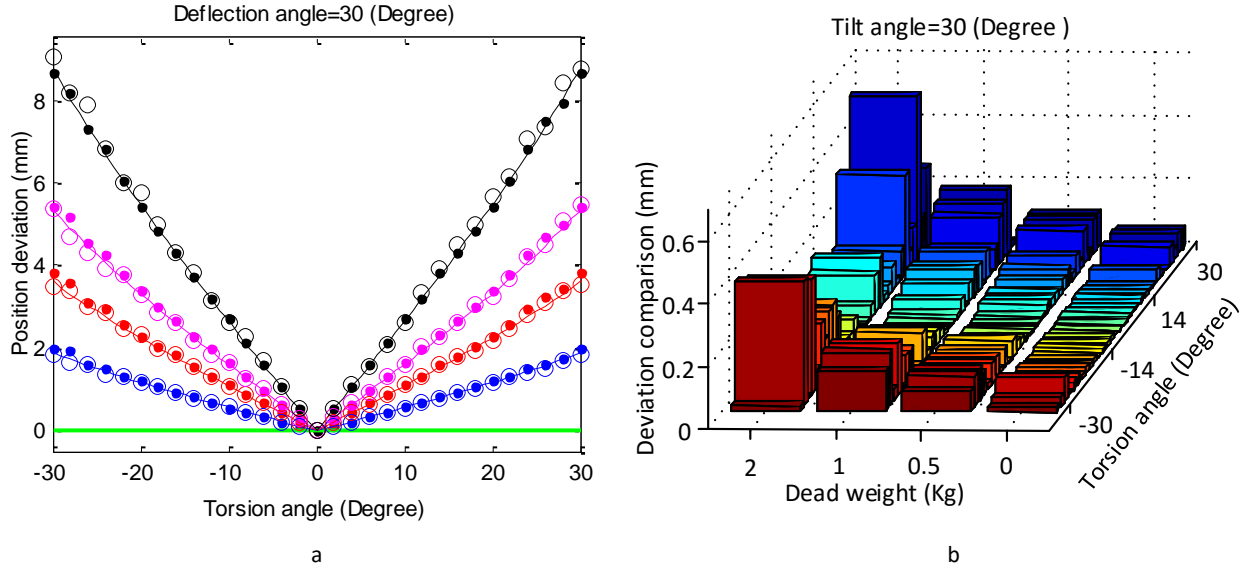 Deflection angle=30 (Degree)
Position deviation (mm)
8
6
4
2
0
-30
-20
-10
0
10
20
30
Torsion angle (Degree)
a
Tilt angle=30 (Degree )
Deviation comparison (mm)
0.6
0.4
0.2
0
2
1
0.5
0
Dead weight (Kg)
30
14
-14
-30
Torsion angle (Degree)
b